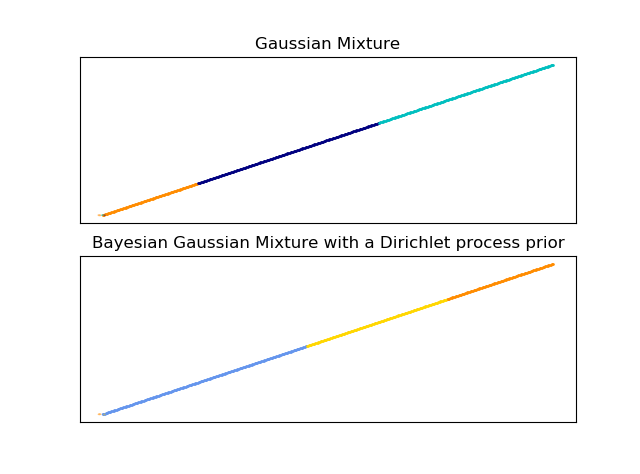 Gaussian Mixture
Bayesian Gaussian Mixture with a Dirichlet process prior